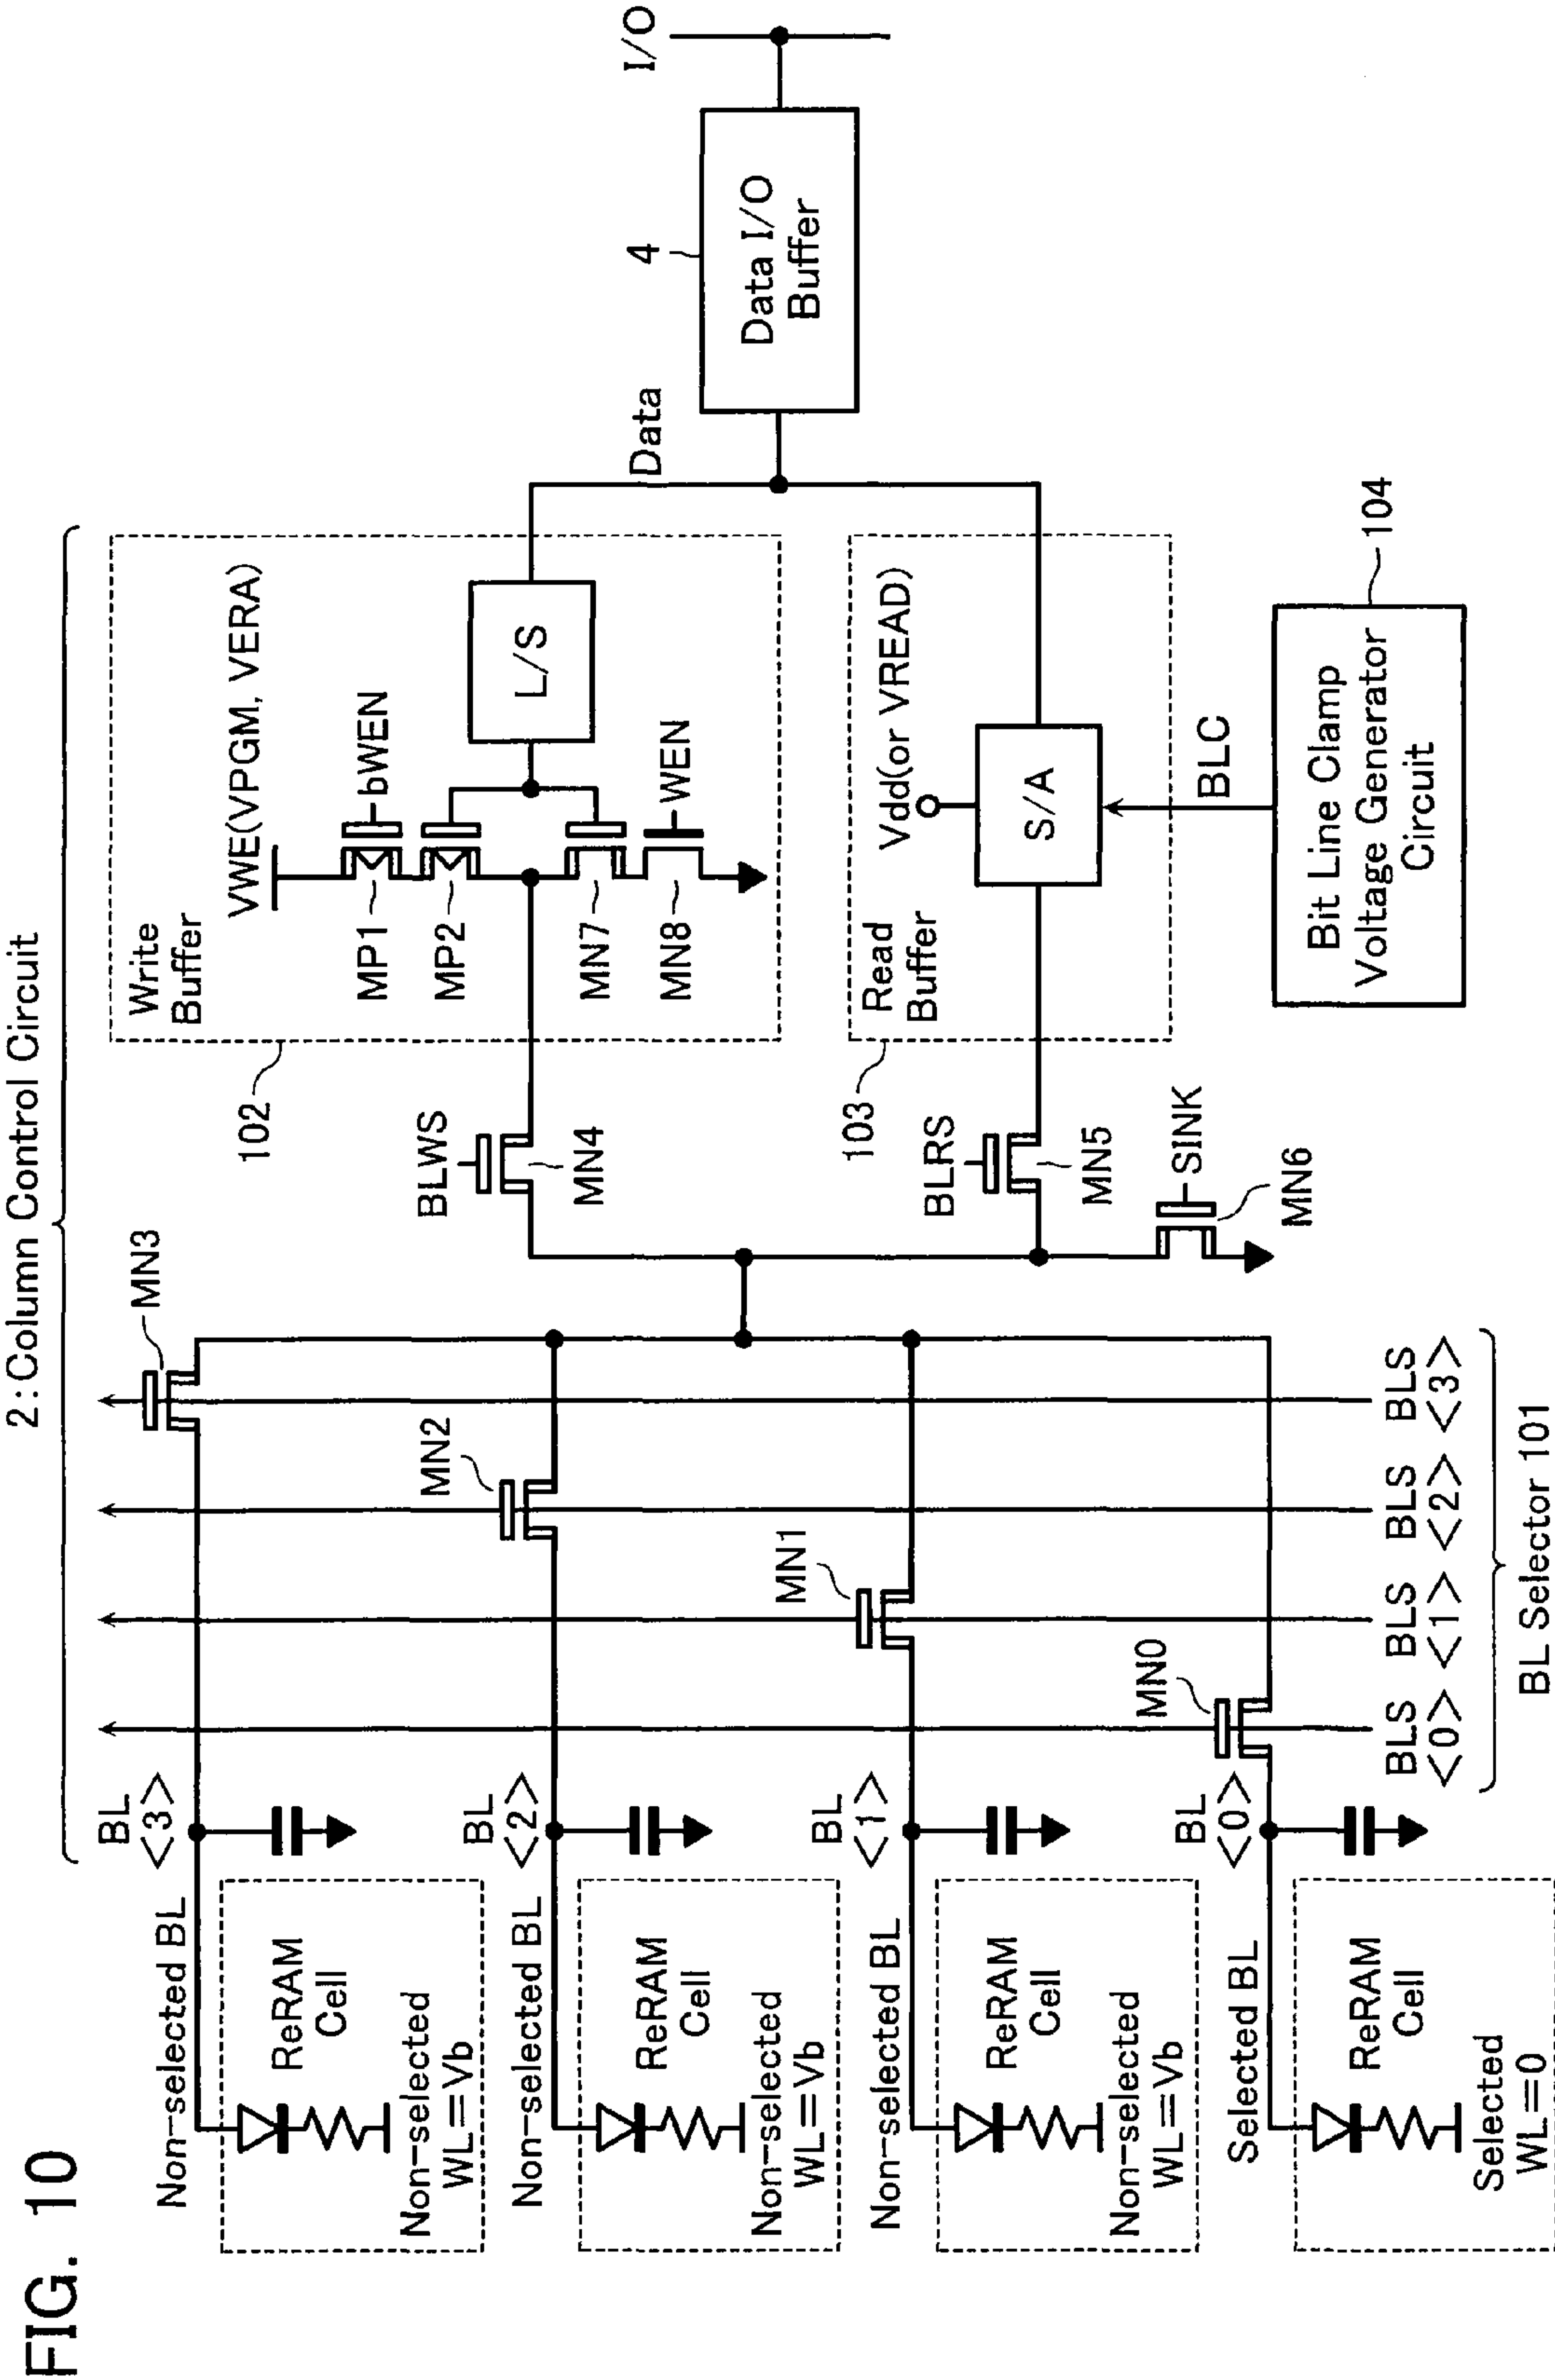 FIG. 10
2:Column Control Circuit
BL
<3>
Non-selected BL
ReRAM
Cell
Non-selected
WL=Vb
BL
<2>
Non-selected BL
ReRAM
Cell
Non-selected
WL=Vb
BL
<1>
Non-selected BL
ReRAM
Cell
Non-selected
WL=Vb
BL
<0>
Selected BL
ReRAM
Cell
Selected
WL=0
MN3
MN2
MN1
MN0
BLS
<0>
BLS
<1>
BLS
<2>
BLS
<3>
BL Selector 101
BLWS
MN4
BLRS
MN5
SINK
MN6
102
Write
Buffer
VWE(VPGM, VERA)
MP1
bWEN
MP2
MN7
MN8
WEN
L/S
103
Read
Buffer
Vdd(or VREAD)
S/A
BLC
Bit Line Clamp
Voltage Generator
Circuit
104
Data
4
Data I/O
Buffer
I/O